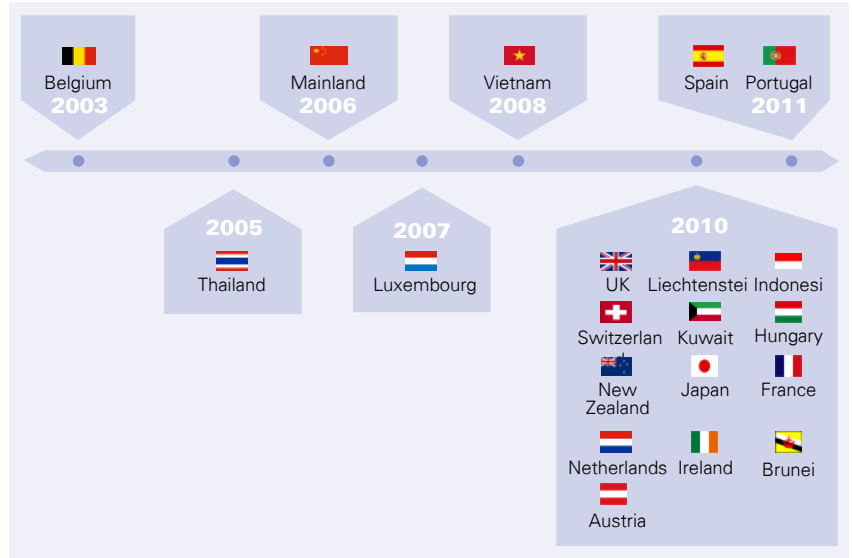 Belgium
2003
Mainland
2006
Vietnam
2008
Spain Portugal
2011
2005
Thailand
2007
Luxembourg
2010
UK Liechtenstei Indonesi
Switzerlan Kuwait Hungary
New Japan France
Zealand
Netherlands Ireland Brunei
Austria